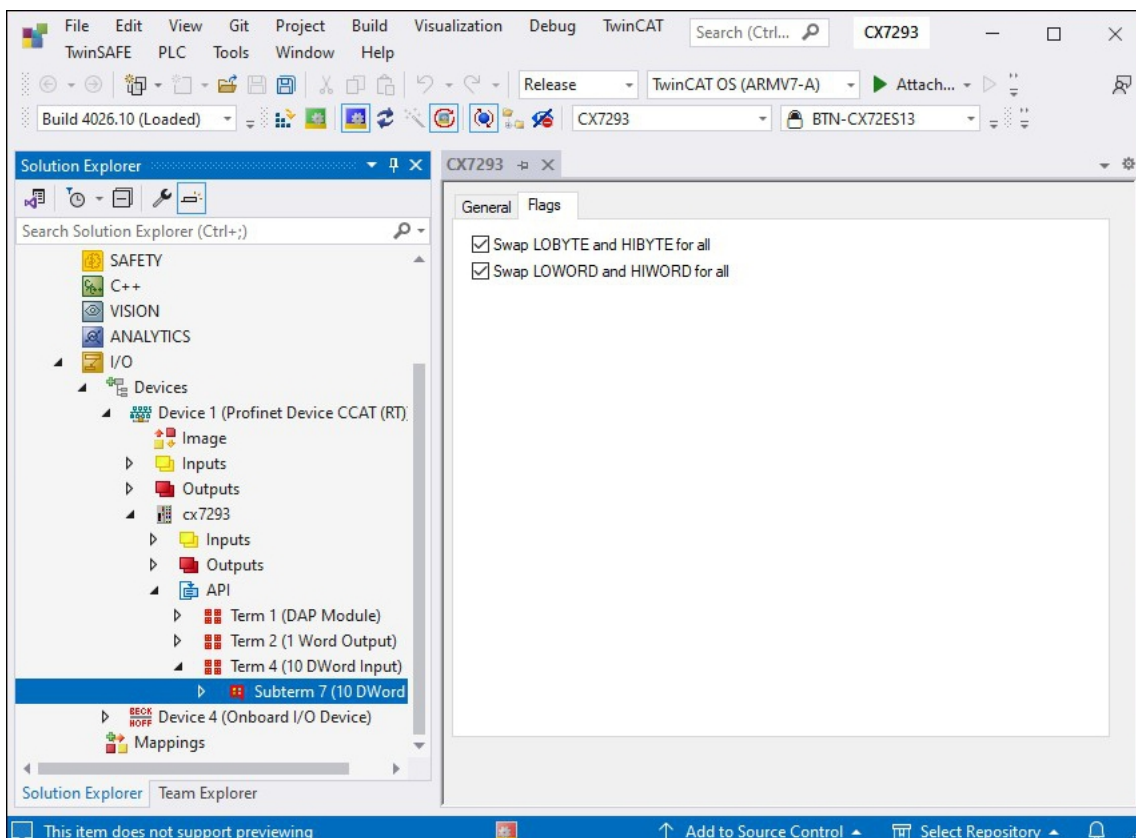 File Edit View Git Project Build Visualization Debug TwinCAT Search (Ctrl... CX7293
TwinSAFE PLC Tools Window Help
Release TwinCAT OS (ARMV7-A) Attach...
Build 4026.10 (Loaded) CX7293 BTN-CX72ES13
Solution Explorer
Search Solution Explorer (Ctrl+;)
SAFETY
C++
VISION
ANALYTICS
I/O
Devices
Device 1 (Profinet Device CCAT (RT))
Image
Inputs
Outputs
cx7293
Inputs
Outputs
API
Term 1 (DAP Module)
Term 2 (1 Word Output)
Term 4 (10 DWord Input)
Subterm 7 (10 DWord
BECK
HOFF
Device 4 (Onboard I/O Device)
Mappings
Solution Explorer Team Explorer
CX7293
General Flags
Swap LOBYTE and HIBYTE for all
Swap LOWORD and HIWORD for all
This item does not support previewing Add to Source Control Select Repository